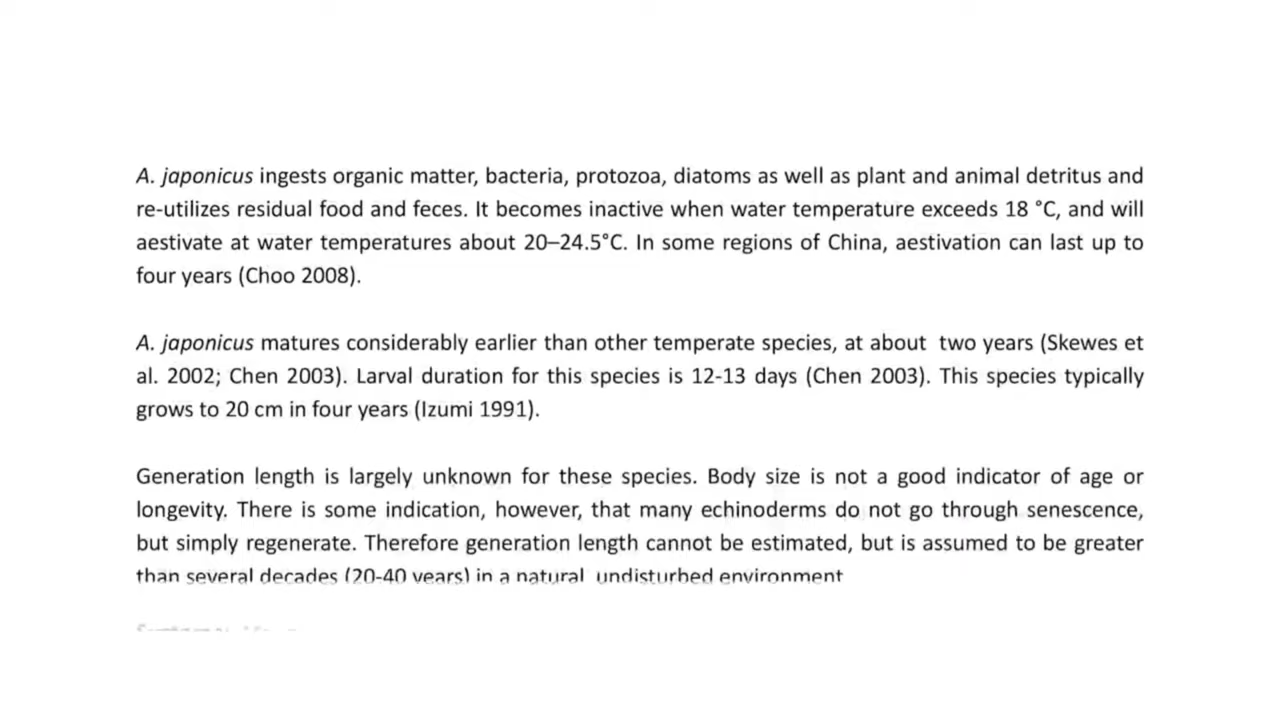 A. japonicus ingests organic matter, bacteria, protozoa, diatoms as well as plant and animal detritus and
re-utilizes residual food and feces. It becomes inactive when water temperature exceeds 18 °C, and will
aestivate at water temperatures about 20–24.5°C. In some regions of China, aestivation can last up to
four years (Choo 2008).
A. japonicus matures considerably earlier than other temperate species, at about two years (Skewes et
al. 2002; Chen 2003). Larval duration for this species is 12-13 days (Chen 2003). This species typically
grows to 20 cm in four years (Izumi 1991).
Generation length is largely unknown for these species. Body size is not a good indicator of age or
longevity. There is some indication, however, that many echinoderms do not go through senescence,
but simply regenerate. Therefore generation length cannot be estimated, but is assumed to be greater
than several decades (20-40 years) in a natural undisturbed environment